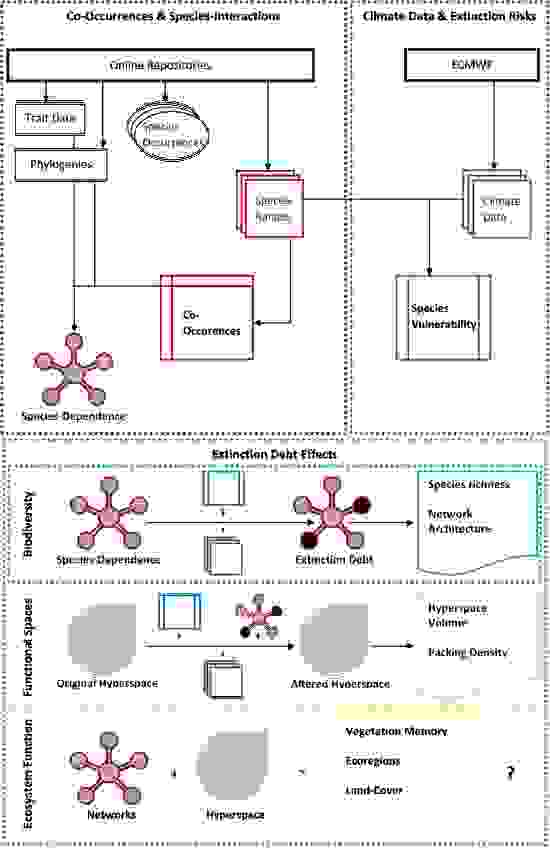 Co-Occurrences & Species-Interactions
Climate Data & Extinction Risks
Online Repositories
ECMWF
Trait Data
Species
Occurrences
Phylogenies
Species
Ranges
Climate
Data
Co-
Occurences
Species
Vulnerability
Species-Dependence
Extinction Debt Effects
Biodiversity
Species Dependence
Extinction Debt
Species Richness
Network
Architecture
Functional Spaces
Original Hyperspace
Altered Hyperspace
Hyperspace
Volume
Packing Density
Ecosystem Function
Networks
+
Hyperspace
~
Vegetation Memory
Ecoregions
Land-Cover
?